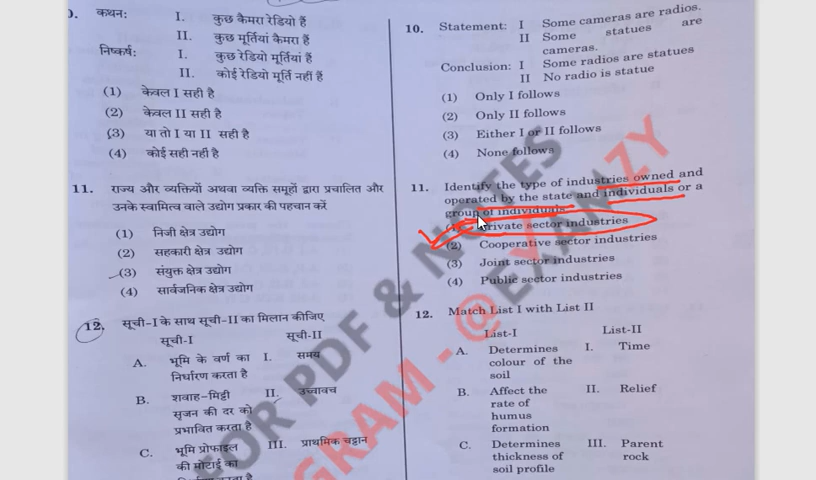 कथन: I. कुछ कैमरा रेडियो हैं
II. कुछ मूर्तियां कैमरा हैं
निष्कर्ष: I. कुछ रेडियो मूर्तियां हैं
II. कोई रेडियो मूर्ति नहीं हैं
(1) केवल I सही है
(2) केवल II सही है
(3) या तो I या II सही है
(4) कोई सही नहीं है
11. राज्य और व्यक्तियों अथवा व्यक्ति समूहों द्वारा प्रचालित और
उनके स्वामित्व वाले उद्योग प्रकार की पहचान करें
(1) निजी क्षेत्र उद्योग
(2) सहकारी क्षेत्र उद्योग
(3) संयुक्त क्षेत्र उद्योग
(4) सार्वजनिक क्षेत्र उद्योग
12. सूची-I के साथ सूची-II का मिलान कीजिए
सूची-I सूची-II
A. भूमि के वर्ण का I. समय
निर्धारण करता है
B. शवाह-मिट्टी II. उच्चावच
सृजन की दर को
प्रभावित करता है
C. भूमि प्रोफाइल III. प्राथमिक चट्टान
की मोटाई का
10. Statement: I Some cameras are radios.
II Some statues are
cameras.
Conclusion: I Some radios are statues
II No radio is statue
(1) Only I follows
(2) Only II follows
(3) Either I or II follows
(4) None follows
11. Identify the type of industries owned and
operated by the state and individuals or a
group of individuals
(1) Private sector industries
(2) Cooperative sector industries
(3) Joint sector industries
(4) Public sector industries
12. Match List I with List II
List-I List-II
A. Determines I. Time
colour of the
soil
B. Affect the II. Relief
rate of
humus
formation
C. Determines III. Parent
thickness of rock
soil profile
FOR PDF & NOTES
GRAM - @EXANZY